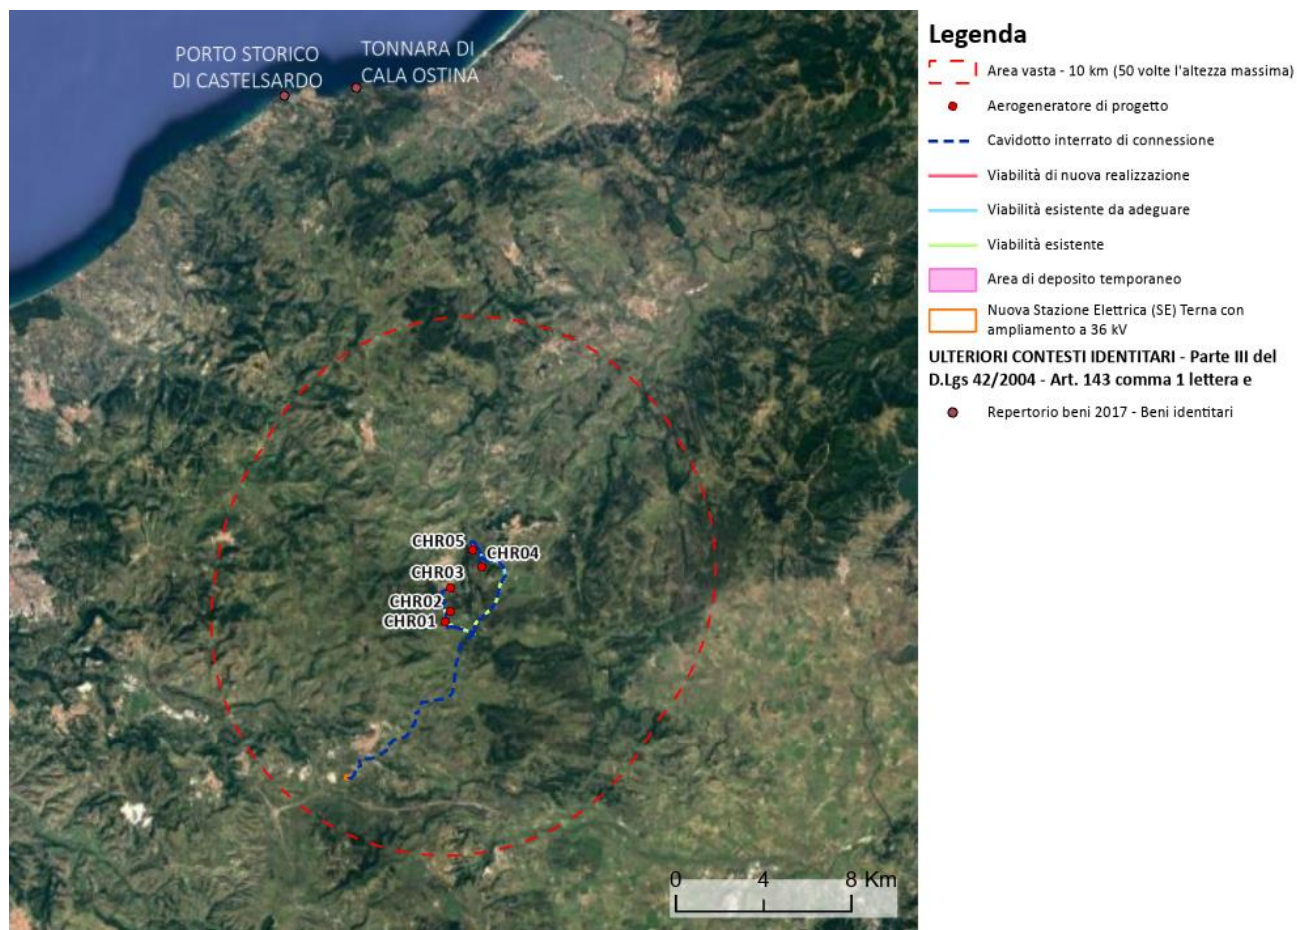 PORTO STORICO
DI CASTELSARDO
TONNARA DI
CALA OSTINA
CHR05
CHR04
CHR03
CHR02
CHR01
0 4 8 Km
Legenda
Area vasta - 10 km (50 volte l'altezza massima)
Aerogeneratore di progetto
Cavidotto interrato di connessione
Viabilità di nuova realizzazione
Viabilità esistente da adeguare
Viabilità esistente
Area di deposito temporaneo
Nuova Stazione Elettrica (SE) Terna con
ampliamento a 36 kV
ULTERIORI CONTESTI IDENTITARI - Parte III del
D.Lgs 42/2004 - Art. 143 comma 1 lettera e
Repertorio beni 2017 - Beni identitari